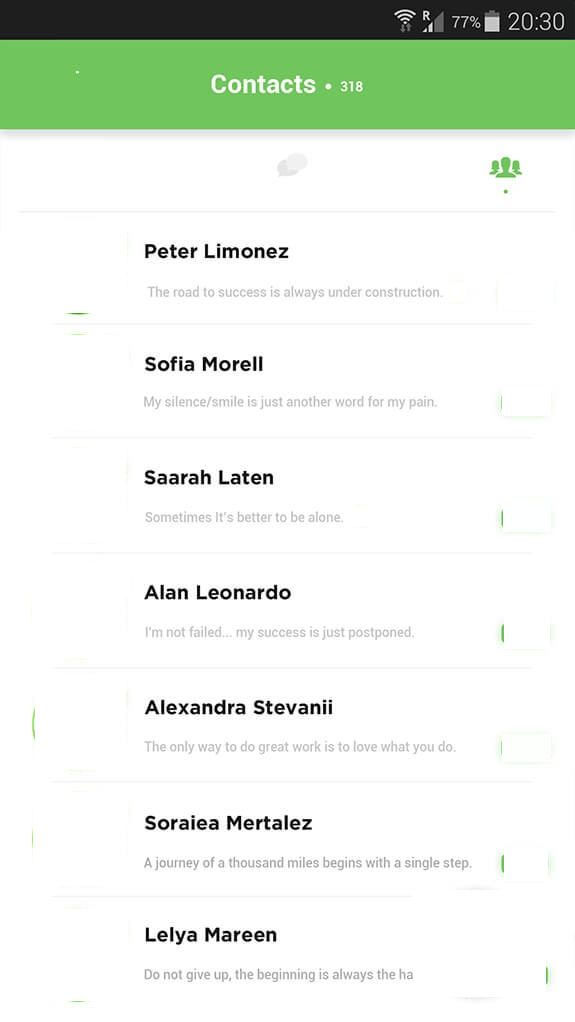 R 77% 20:30
Contacts • 318
Peter Limonez
The road to success is always under construction.
Sofia Morell
My silence/smile is just another word for my pain.
Saarah Laten
Sometimes It's better to be alone.
Alan Leonardo
I'm not failed... my success is just postponed.
Alexandra Stevanii
The only way to do great work is to love what you do.
Soraiea Mertalez
A journey of a thousand miles begins with a single step.
Lelya Mareen
Do not give up, the beginning is always the ha